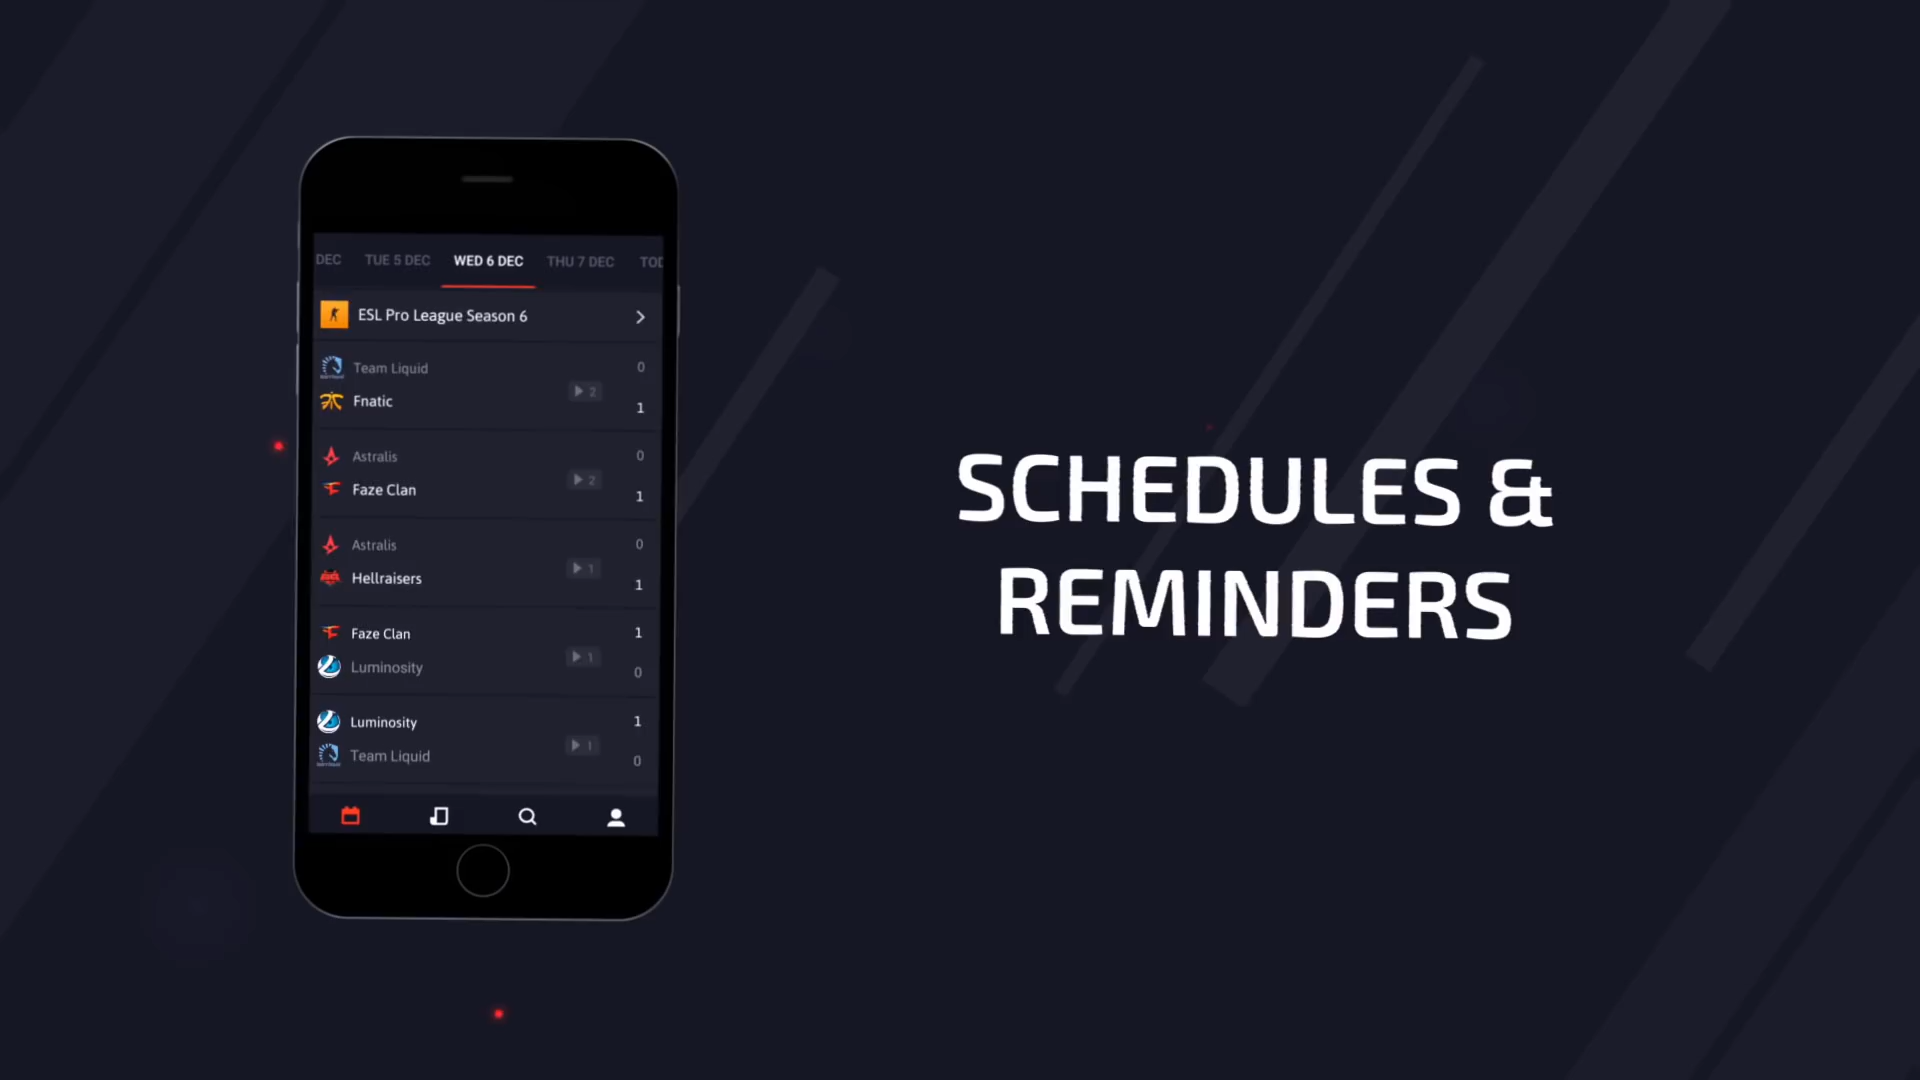 DEC TUE 5 DEC WED 6 DEC THU 7 DEC TOD
ESL Pro League Season 6
Team Liquid 0
2
Fnatic 1
Astralis 0
2
Faze Clan 1
Astralis 0
1
Hellraisers 1
Faze Clan 1
1
Luminosity 0
Luminosity 1
1
Team Liquid 0
SCHEDULES &
REMINDERS